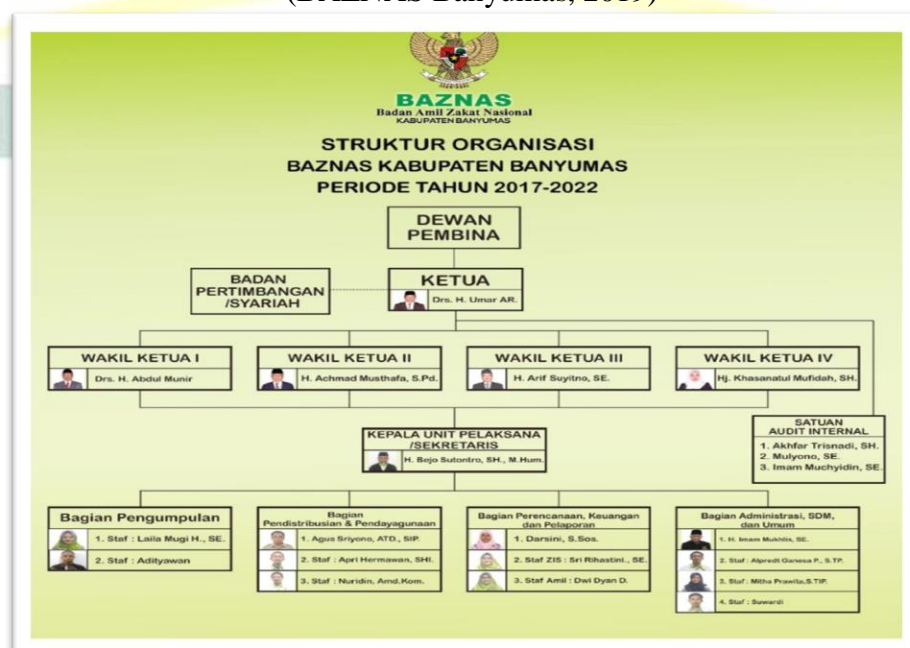 (BAZNAS Banyumas, 2019)
BAZNAS
Badan Amil Zakat Nasional
KABUPATEN BANYUMAS
STRUKTUR ORGANISASI
BAZNAS KABUPATEN BANYUMAS
PERIODE TAHUN 2017-2022
DEWAN
PEMBINA
BADAN
PERTIMBANGAN
/SYARIAH
KETUA
Drs. H. Umar AR.
WAKIL KETUA I
Drs. H. Abdul Munir
WAKIL KETUA II
H. Achmad Musthafa, S.Pd.
WAKIL KETUA III
H. Arif Suyitno, SE.
WAKIL KETUA IV
Hj. Khasanatul Mufidah, SH.
KEPALA UNIT PELAKSANA
/SEKRETARIS
H. Bejo Sutontro, SH., M.Hum.
SATUAN
AUDIT INTERNAL
1. Akhfar Trisnadi, SH.
2. Mulyono, SE.
3. Imam Muchyidin, SE.
Bagian Pengumpulan
1. Staf : Laila Mugi H., SE.
2. Staf : Adityawan
Bagian
Pendistribusian & Pendayagunaan
1. Agus Sriyono, ATD., SIP.
2. Staf : Apri Hermawan, SHI.
3. Staf : Nuridin, Amd.Kom.
Bagian Perencanaan, Keuangan
dan Pelaporan
1. Darsini, S.Sos.
2. Staf ZIS : Sri Rihastini., SE.
3. Staf Amil : Dwi Dyan D.
Bagian Administrasi, SDM,
dan Umum
1. H. Imam Mukhlis, SE.
2. Staf : Alpredt Ganesa P., S.TP.
3. Staf : Mitha Prawita,S.TIP.
4. Staf : Suwardi